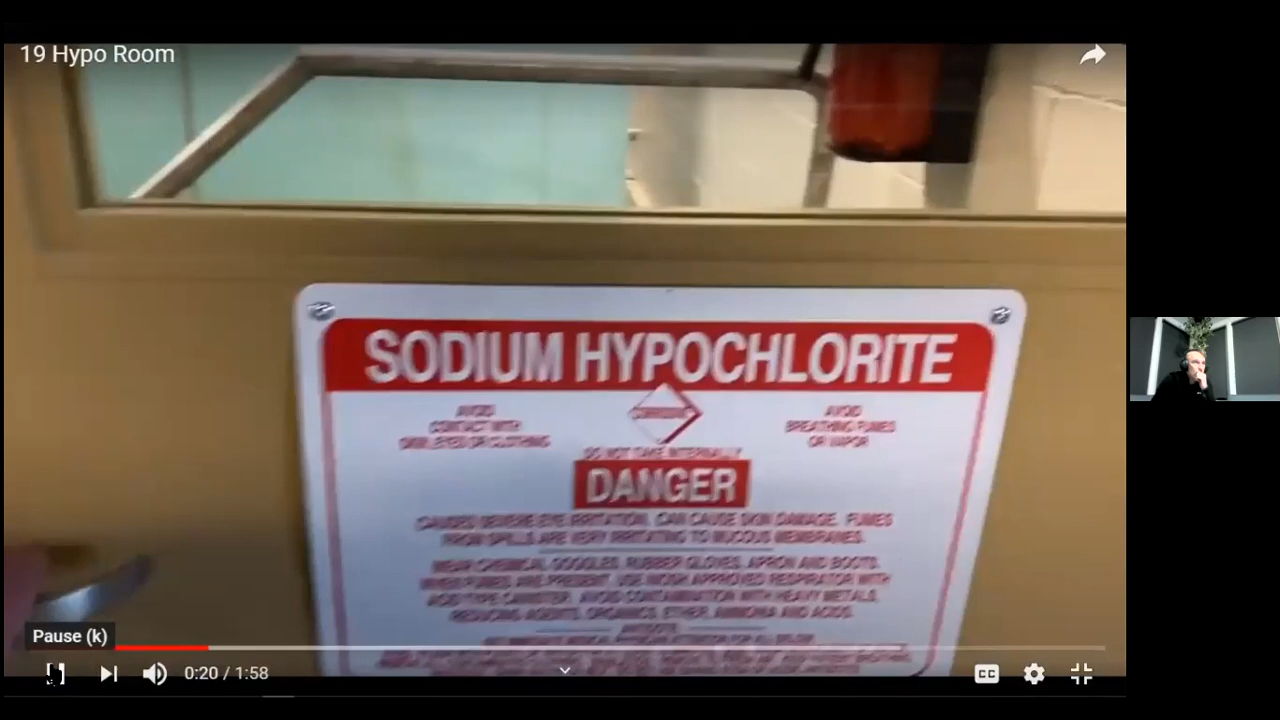 19 Hypo Room
SODIUM HYPOCHLORITE
AVOID
CONTACT WITH
SKIN, EYES OR CLOTHING
CORROSIVE
AVOID
BREATHING FUMES
OR VAPOR
DO NOT TAKE INTERNALLY
DANGER
CAUSES SEVERE EYE IRRITATION. CAN CAUSE SKIN DAMAGE. FUMES
FROM SPILLS ARE VERY IRRITATING TO MUCOUS MEMBRANES.
WEAR CHEMICAL GOGGLES, RUBBER GLOVES, APRON AND BOOTS.
WHEN FUMES ARE PRESENT, USE NIOSH APPROVED RESPIRATOR WITH
ACID TYPE CANISTER. AVOID CONTAMINATION WITH HEAVY METALS,
REDUCING AGENTS, ORGANICS, ETHER, AMMONIA AND ACIDS.
Pause (k)
0:20 / 1:58
CC